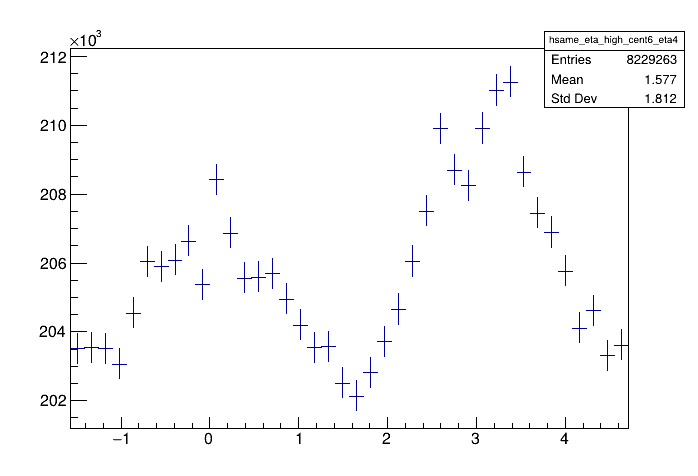 ×10³
hsame_eta_high_cent6_eta4
Entries 8229263
Mean 1.577
Std Dev 1.812
212
210
208
206
204
202
−1 0 1 2 3 4